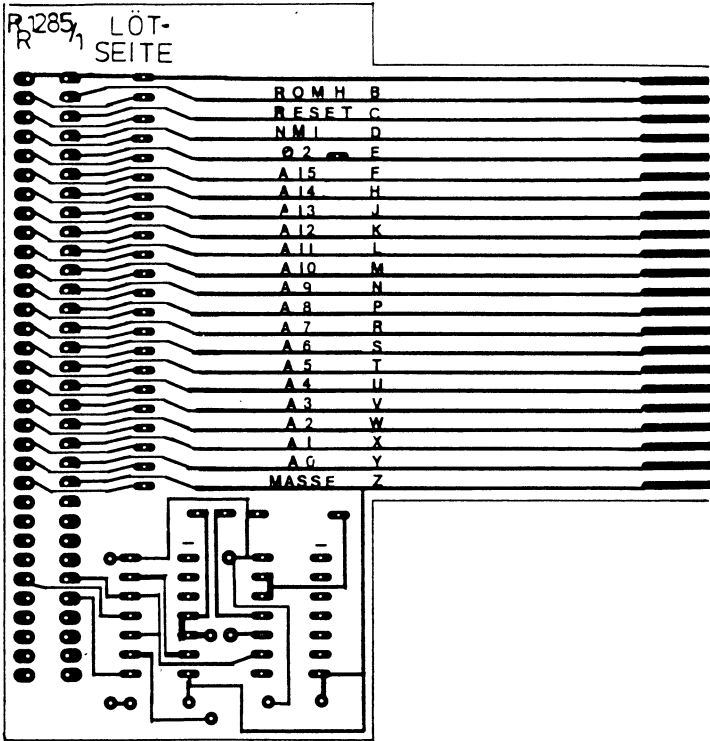 RR1285/1 LÖT-
SEITE
ROMH B
RESET C
NMI D
Ø2 E
A15 F
A14 H
A13 J
A12 K
A11 L
A10 M
A9 N
A8 P
A7 R
A6 S
A5 T
A4 U
A3 V
A2 W
A1 X
A0 Y
MASSE Z